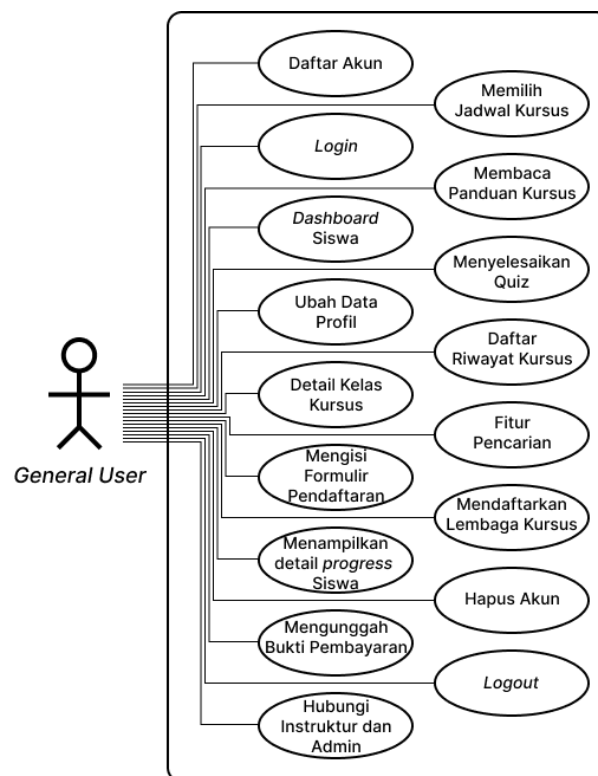 Daftar Akun
Memilih
Jadwal Kursus
Login
Membaca
Panduan Kursus
Dashboard
Siswa
Menyelesaikan
Quiz
Ubah Data
Profil
Daftar
Riwayat Kursus
Detail Kelas
Kursus
Fitur
Pencarian
General User
Mengisi
Formulir
Pendaftaran
Mendaftarkan
Lembaga Kursus
Menampilkan
detail progress
Siswa
Hapus Akun
Mengunggah
Bukti Pembayaran
Logout
Hubungi
Instruktur dan
Admin